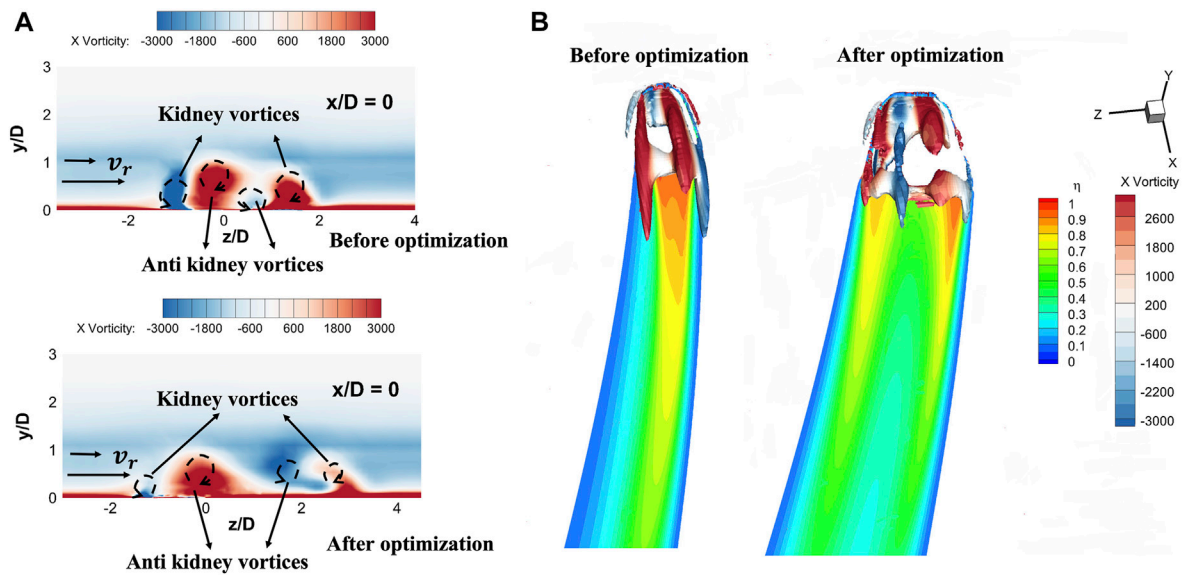 A
X Vorticity: -3000 -1800 -600 600 1800 3000
3
2
1
0
y/D
x/D = 0
Kidney vortices
𝒗r
-2 0 2 4
z/D
Before optimization
Anti kidney vortices
X Vorticity: -3000 -1800 -600 600 1800 3000
3
2
1
0
y/D
x/D = 0
Kidney vortices
𝒗r
-2 0 2 4
z/D
After optimization
Anti kidney vortices
B
Before optimization
After optimization
Y
Z
X
η
1
0.9
0.8
0.7
0.6
0.5
0.4
0.3
0.2
0.1
0
X Vorticity
2600
1800
1000
200
-600
-1400
-2200
-3000